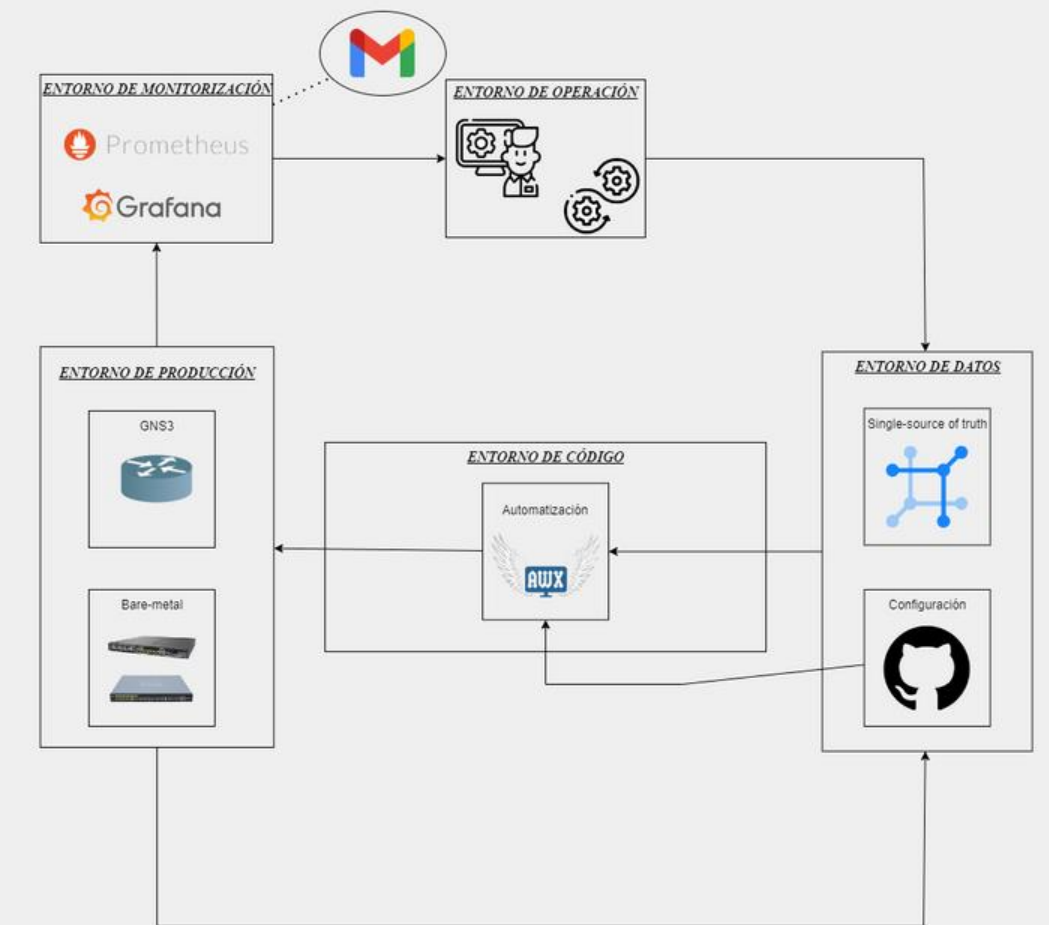 ENTORNO DE MONITORIZACIÓN
Prometheus
Grafana
ENTORNO DE OPERACIÓN
ENTORNO DE PRODUCCIÓN
GNS3
Bare-metal
ENTORNO DE CÓDIGO
Automatización
AWX
ENTORNO DE DATOS
Single-source of truth
Configuración